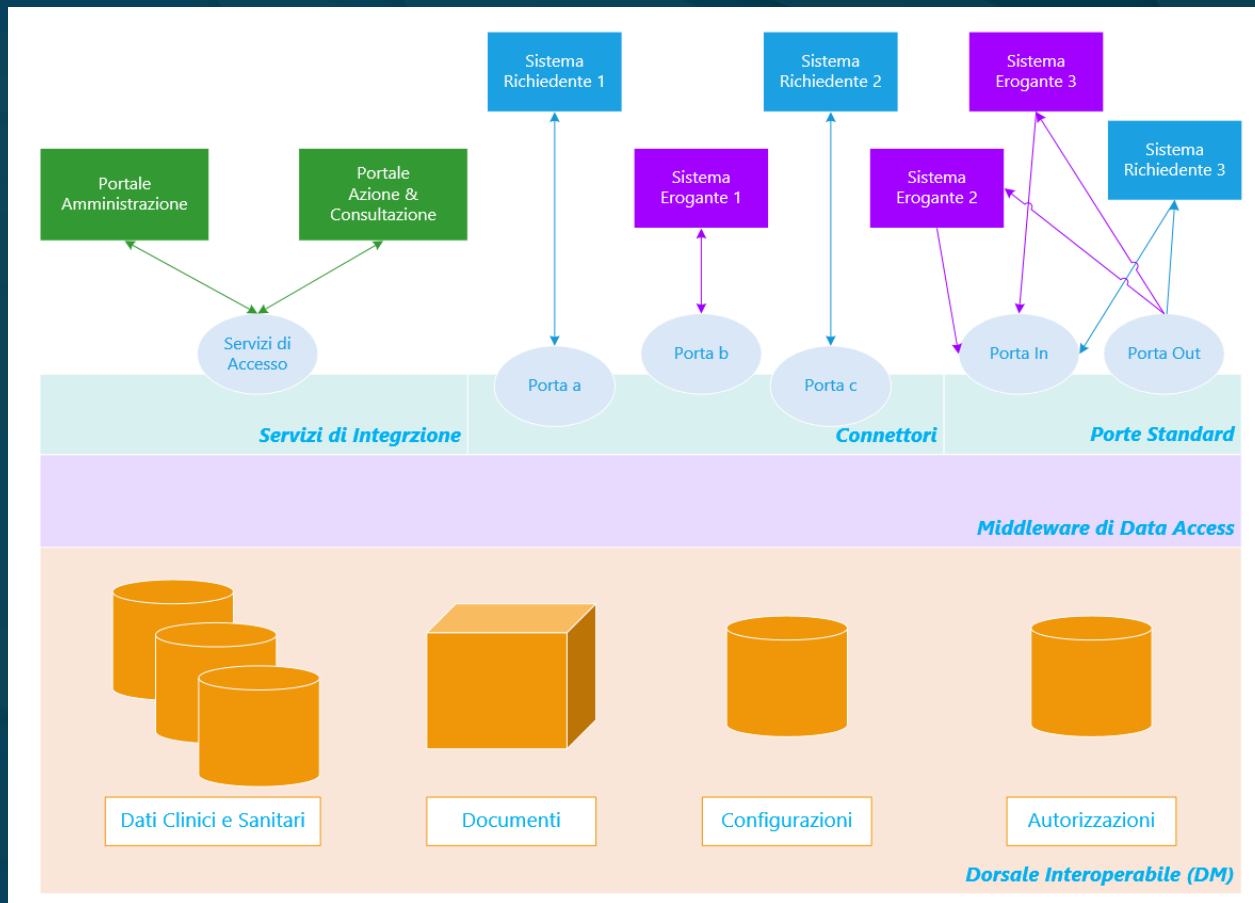 Sistema
Richiedente 1
Sistema
Richiedente 2
Sistema
Erogante 3
Sistema
Richiedente 3
Portale
Amministrazione
Portale
Azione &
Consultazione
Sistema
Erogante 1
Sistema
Erogante 2
Servizi di
Accesso
Porta a
Porta b
Porta c
Porta In
Porta Out
Servizi di Integrzione
Connettori
Porte Standard
Middleware di Data Access
Dati Clinici e Sanitari
Documenti
Configurazioni
Autorizzazioni
Dorsale Interoperabile (DM)